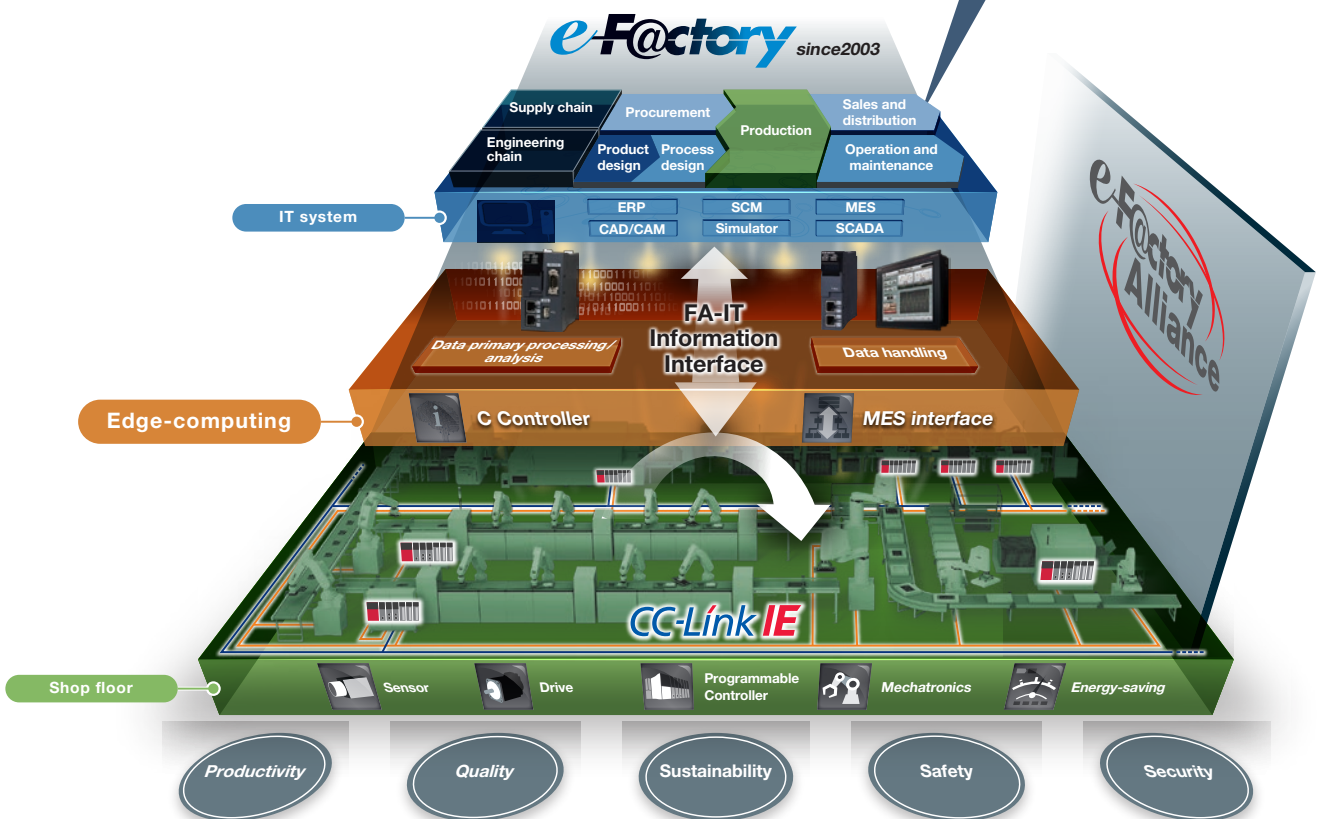 e-F@ctory since2003
Supply chain
Procurement
Production
Sales and
distribution
Engineering
chain
Product
design
Process
design
Operation and
maintenance
IT system
ERP
SCM
MES
CAD/CAM
Simulator
SCADA
FA-IT
Information
Interface
Data primary processing/
analysis
Data handling
Edge-computing
C Controller
MES interface
e-F@ctory
Alliance
CC-Link IE
Shop floor
Sensor
Drive
Programmable
Controller
Mechatronics
Energy-saving
Productivity
Quality
Sustainability
Safety
Security